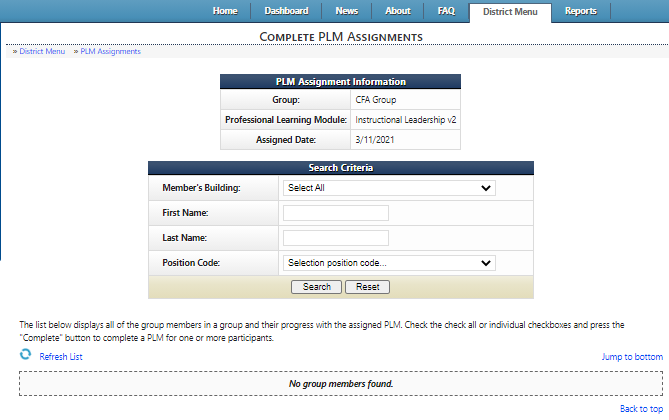 Home Dashboard News About FAQ District Menu Reports
COMPLETE PLM ASSIGNMENTS
» District Menu » PLM Assignments
PLM Assignment Information
Group: CFA Group
Professional Learning Module: Instructional Leadership v2
Assigned Date: 3/11/2021
Search Criteria
Member's Building: Select All
First Name:
Last Name:
Position Code: Selection position code...
Search Reset
The list below displays all of the group members in a group and their progress with the assigned PLM. Check the check all or individual checkboxes and press the
"Complete" button to complete a PLM for one or more participants.
Refresh List Jump to bottom
No group members found.
Back to top